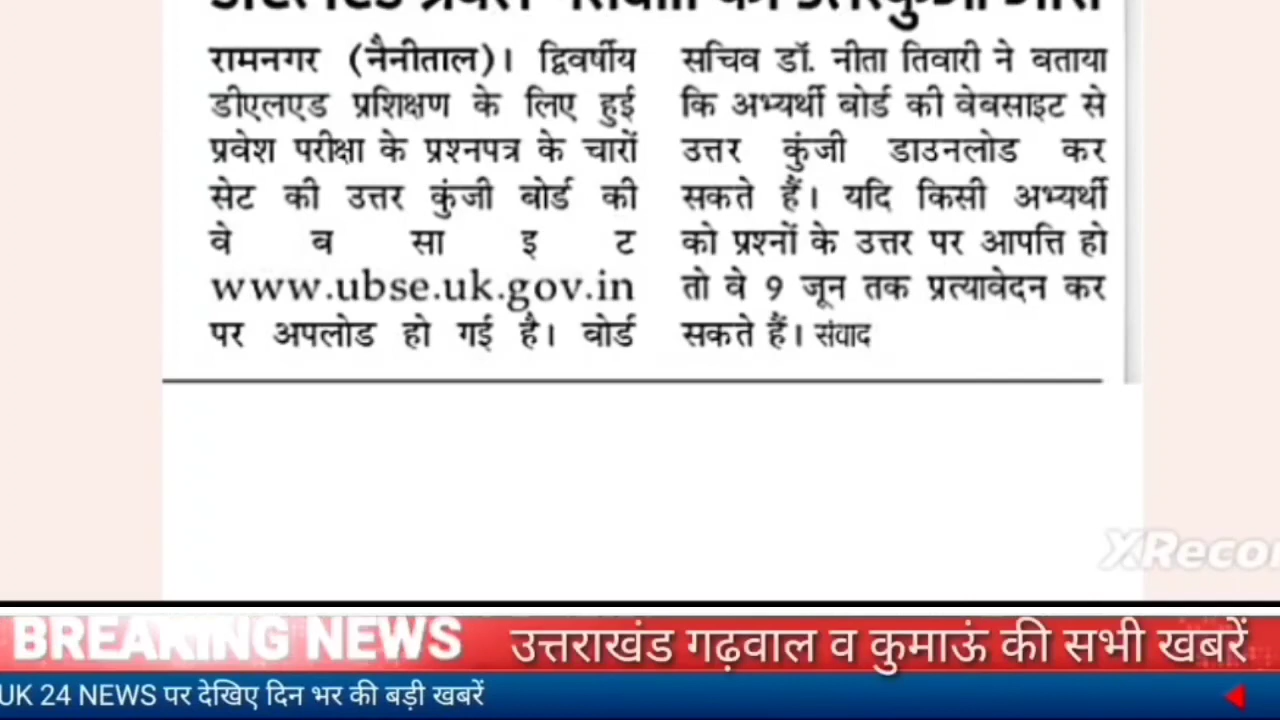 रामनगर (नैनीताल)। द्विवर्षीय
डीएलएड प्रशिक्षण के लिए हुई
प्रवेश परीक्षा के प्रश्नपत्र के चारों
सेट की उत्तर कुंजी बोर्ड की
वे ब सा इ ट
www.ubse.uk.gov.in
पर अपलोड हो गई है। बोर्ड
सचिव डॉ. नीता तिवारी ने बताया
कि अभ्यर्थी बोर्ड की वेबसाइट से
उत्तर कुंजी डाउनलोड कर
सकते हैं। यदि किसी अभ्यर्थी
को प्रश्नों के उत्तर पर आपत्ति हो
तो वे 9 जून तक प्रत्यावेदन कर
सकते हैं। संवाद
XRecor
BREAKING NEWS उत्तराखंड गढ़वाल व कुमाऊं की सभी खबरें
UK 24 NEWS पर देखिए दिन भर की बड़ी खबरें